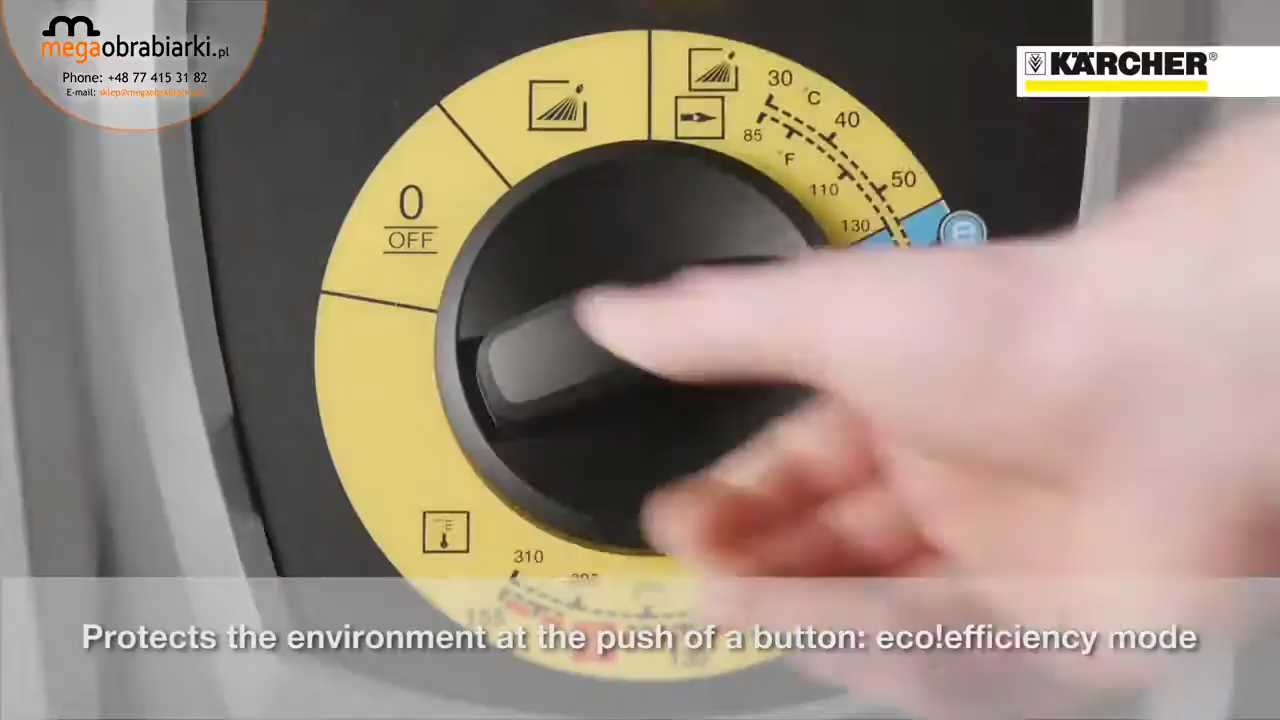 megaobrabiarki.pl
Phone: +48 77 415 31 82
E-mail:
KÄRCHER®
30 °C
40
50
85 °F
110
130
0
OFF
310
Protects the environment at the push of a button: eco!efficiency mode